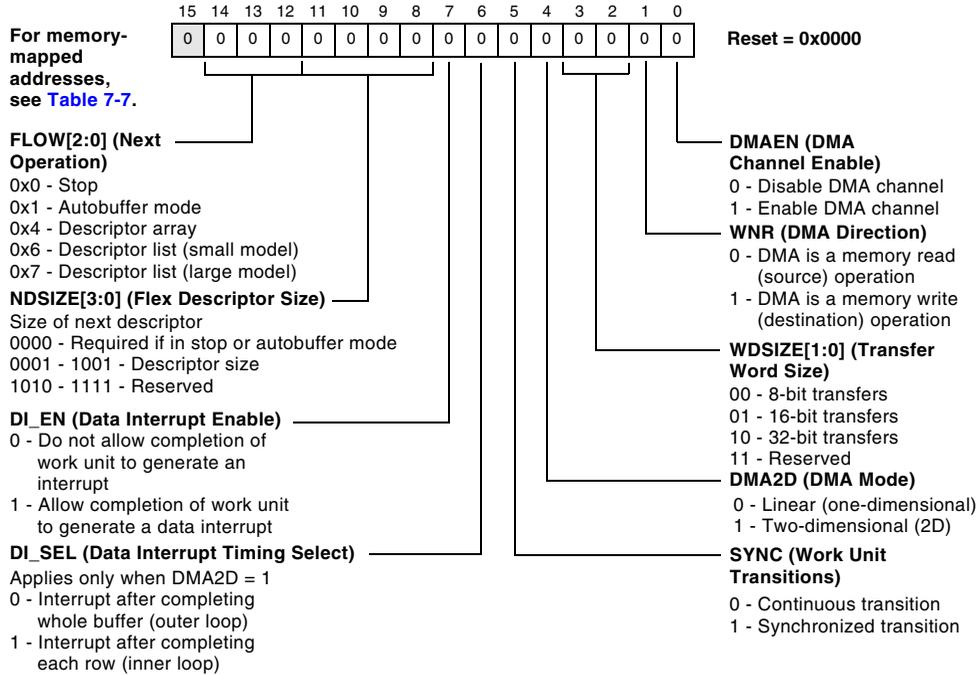 15 14 13 12 11 10 9 8 7 6 5 4 3 2 1 0
0 0 0 0 0 0 0 0 0 0 0 0 0 0 0 0
For memory-
mapped
addresses,
see Table 7-7.
Reset = 0x0000
FLOW[2:0] (Next
Operation)
0x0 - Stop
0x1 - Autobuffer mode
0x4 - Descriptor array
0x6 - Descriptor list (small model)
0x7 - Descriptor list (large model)
NDSIZE[3:0] (Flex Descriptor Size)
Size of next descriptor
0000 - Required if in stop or autobuffer mode
0001 - 1001 - Descriptor size
1010 - 1111 - Reserved
DI_EN (Data Interrupt Enable)
0 - Do not allow completion of
work unit to generate an
interrupt
1 - Allow completion of work unit
to generate a data interrupt
DI_SEL (Data Interrupt Timing Select)
Applies only when DMA2D = 1
0 - Interrupt after completing
whole buffer (outer loop)
1 - Interrupt after completing
each row (inner loop)
DMAEN (DMA
Channel Enable)
0 - Disable DMA channel
1 - Enable DMA channel
WNR (DMA Direction)
0 - DMA is a memory read
(source) operation
1 - DMA is a memory write
(destination) operation
WDSIZE[1:0] (Transfer
Word Size)
00 - 8-bit transfers
01 - 16-bit transfers
10 - 32-bit transfers
11 - Reserved
DMA2D (DMA Mode)
0 - Linear (one-dimensional)
1 - Two-dimensional (2D)
SYNC (Work Unit
Transitions)
0 - Continuous transition
1 - Synchronized transition